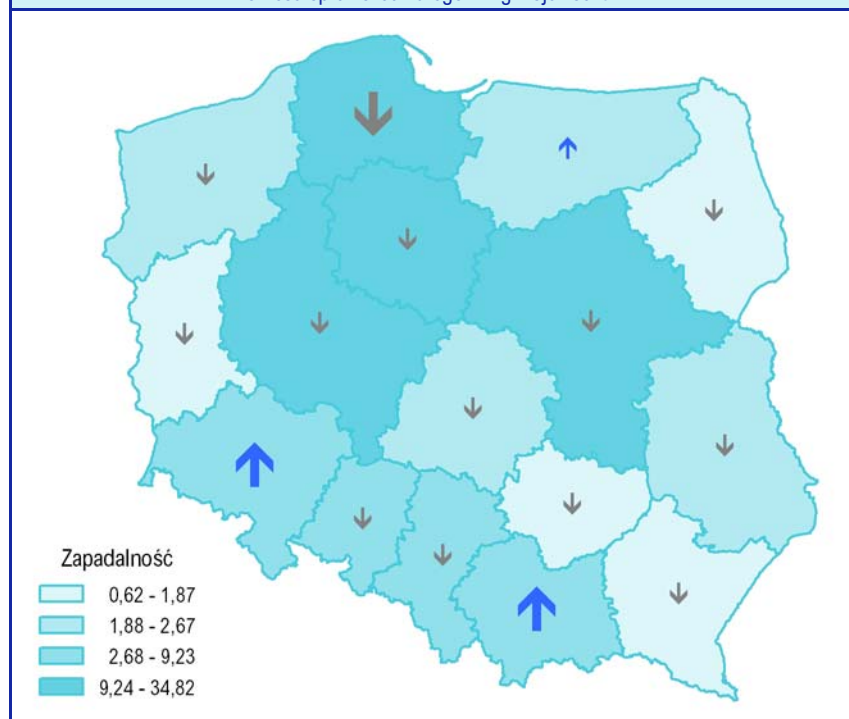 Zapadalność
0,62 - 1,87
1,88 - 2,67
2,68 - 9,23
9,24 - 34,82